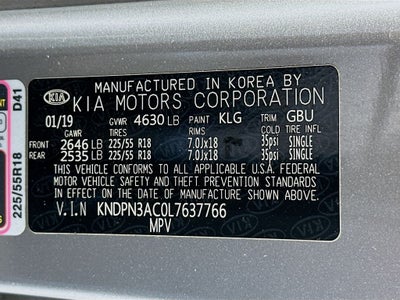 MANUFACTURED IN KOREA BY
KIA KIA MOTORS CORPORATION
01/19 GVWR 4630 LB PAINT KLG TRIM GBU
GAWR TIRES RIMS COLD TIRE INFL
FRONT 2646 LB 225/55 R18 7.0Jx18 35psi SINGLE
REAR 2535 LB 225/55 R18 7.0Jx18 35psi SINGLE
THIS VEHICLE CONFORMS TO ALL APPLICABLE U.S.A. FEDERAL
MOTOR VEHICLE SAFETY AND THEFT PREVENTION STANDARDS
IN EFFECT ON THE DATE OF MANUFACTURE SHOWN ABOVE.
V.I.N KNDPN3AC0L7637766
MPV
D41
225/55R18